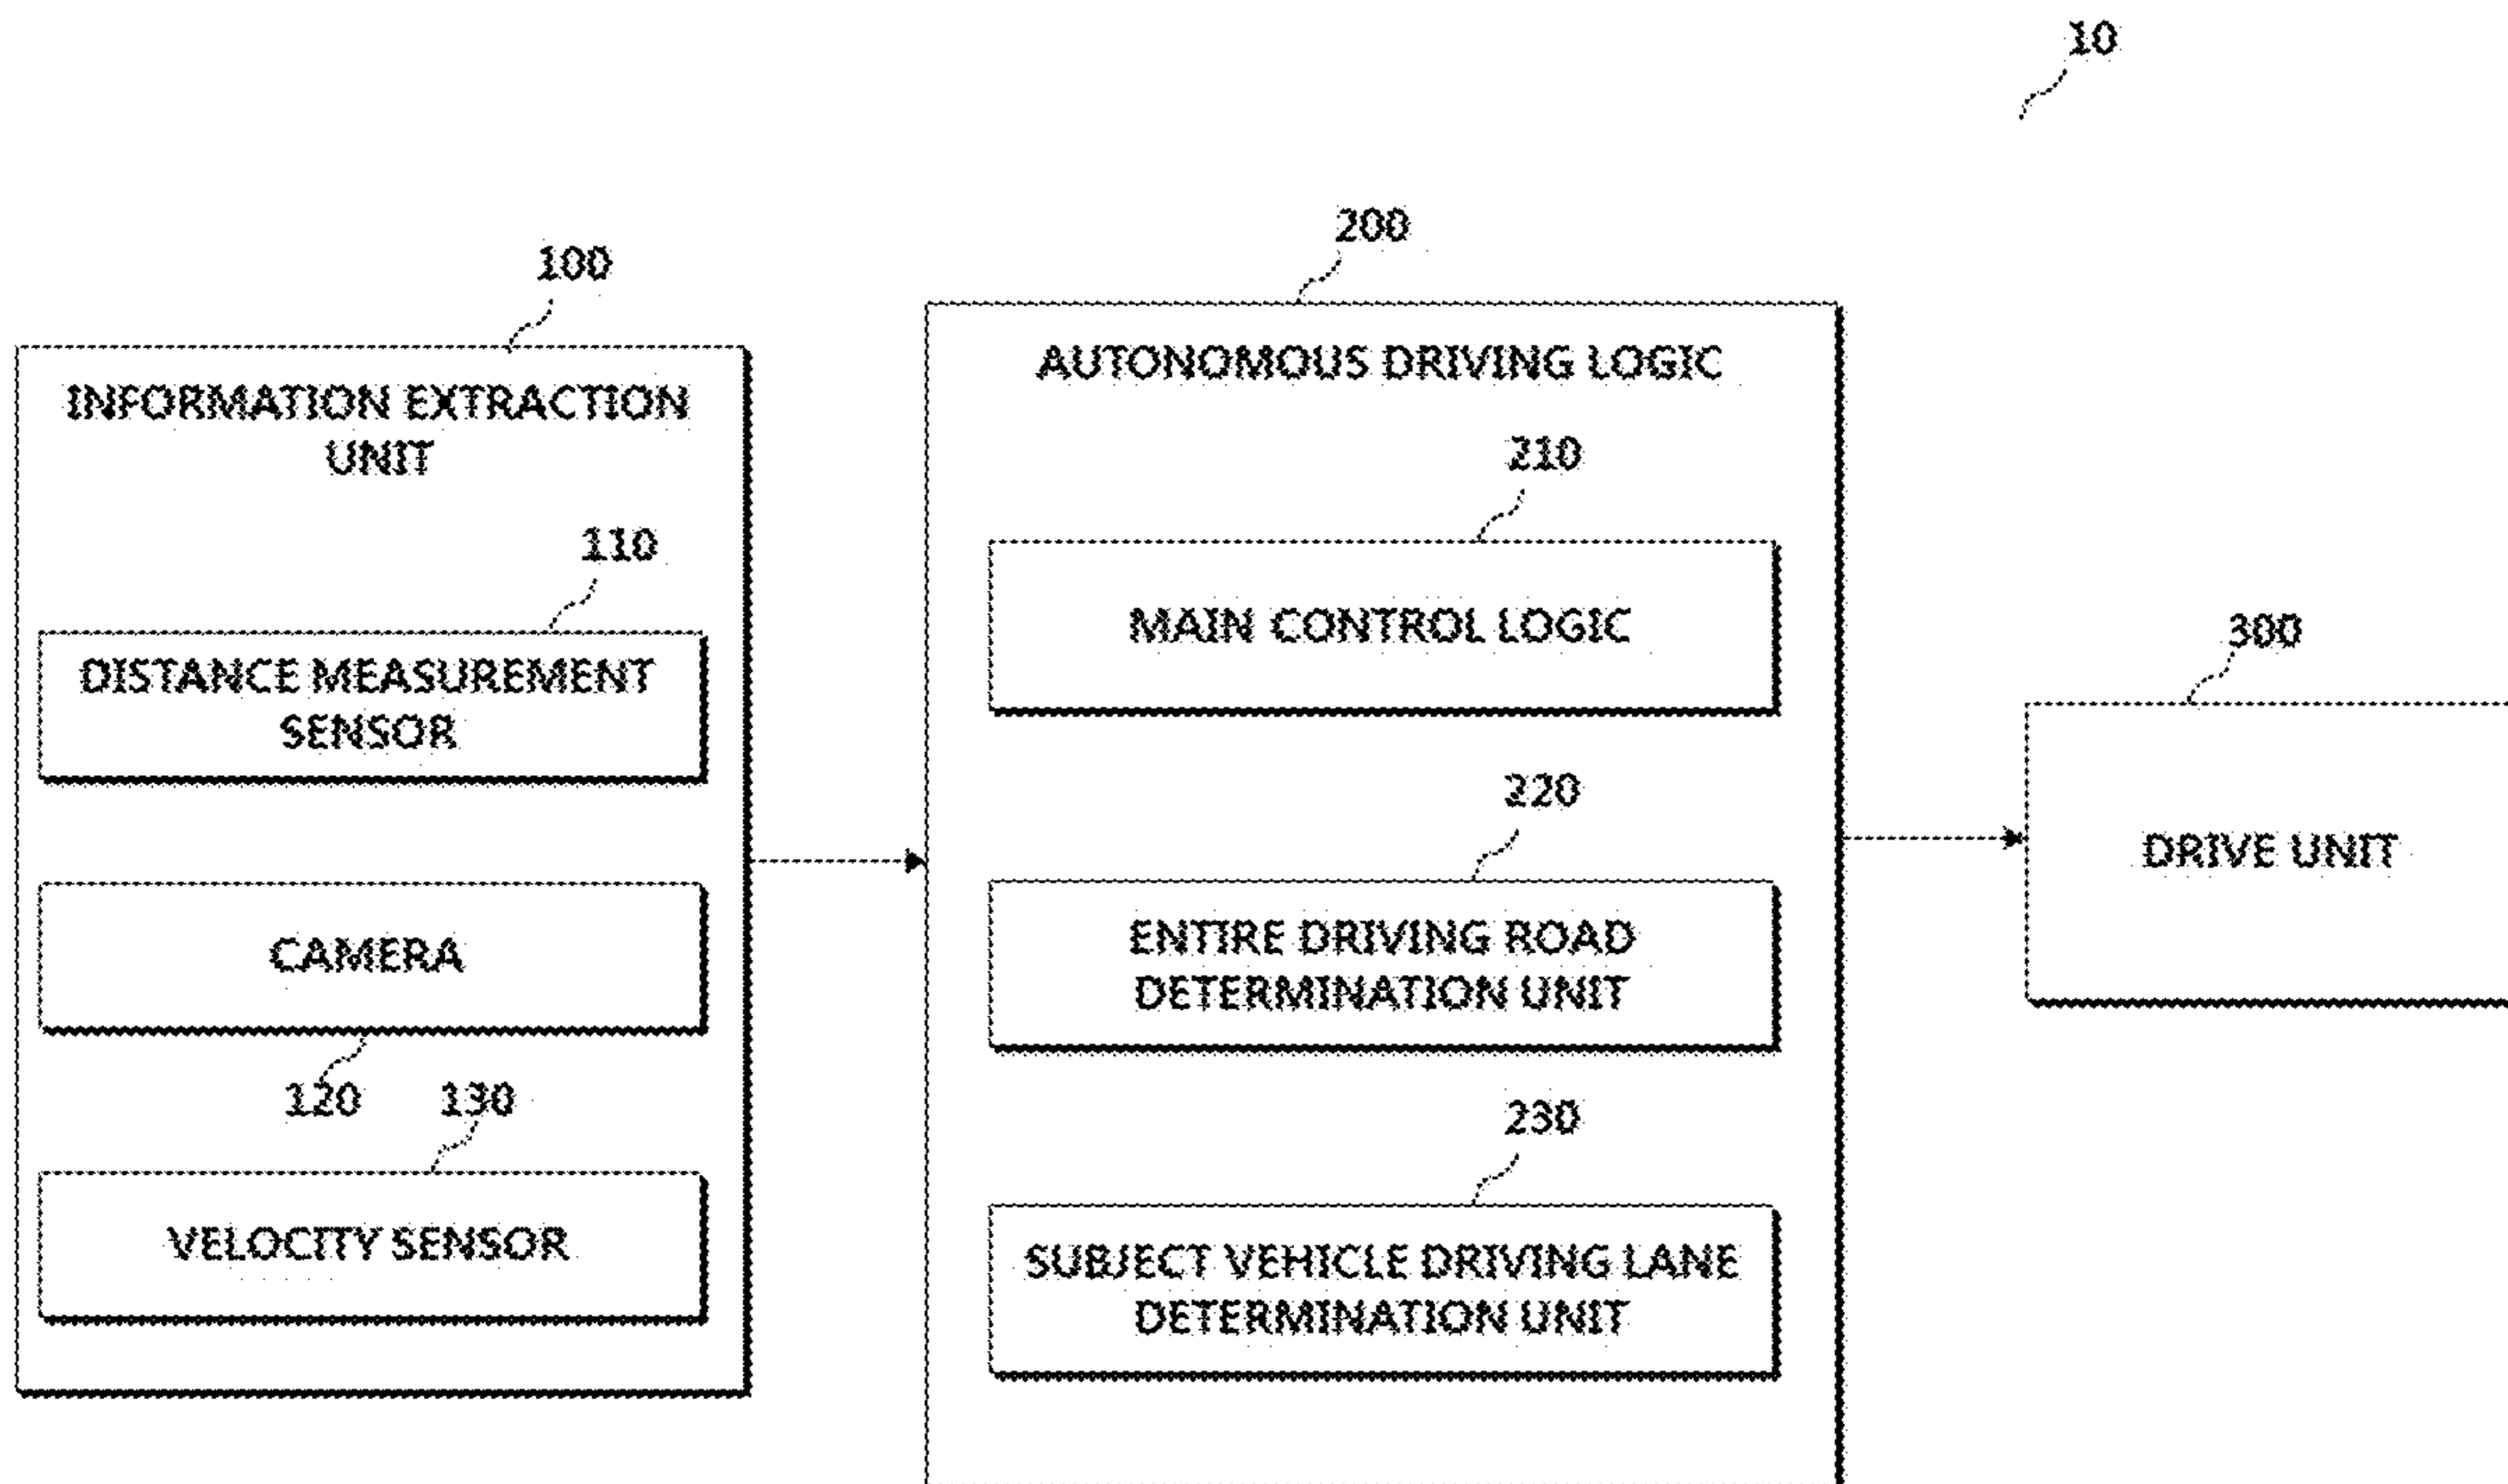 10
100
INFORMATION EXTRACTION
UNIT
110
DISTANCE MEASUREMENT
SENSOR
CAMERA
120
130
VELOCITY SENSOR
200
AUTONOMOUS DRIVING LOGIC
210
MAIN CONTROL LOGIC
220
ENTIRE DRIVING ROAD
DETERMINATION UNIT
230
SUBJECT VEHICLE DRIVING LANE
DETERMINATION UNIT
300
DRIVE UNIT